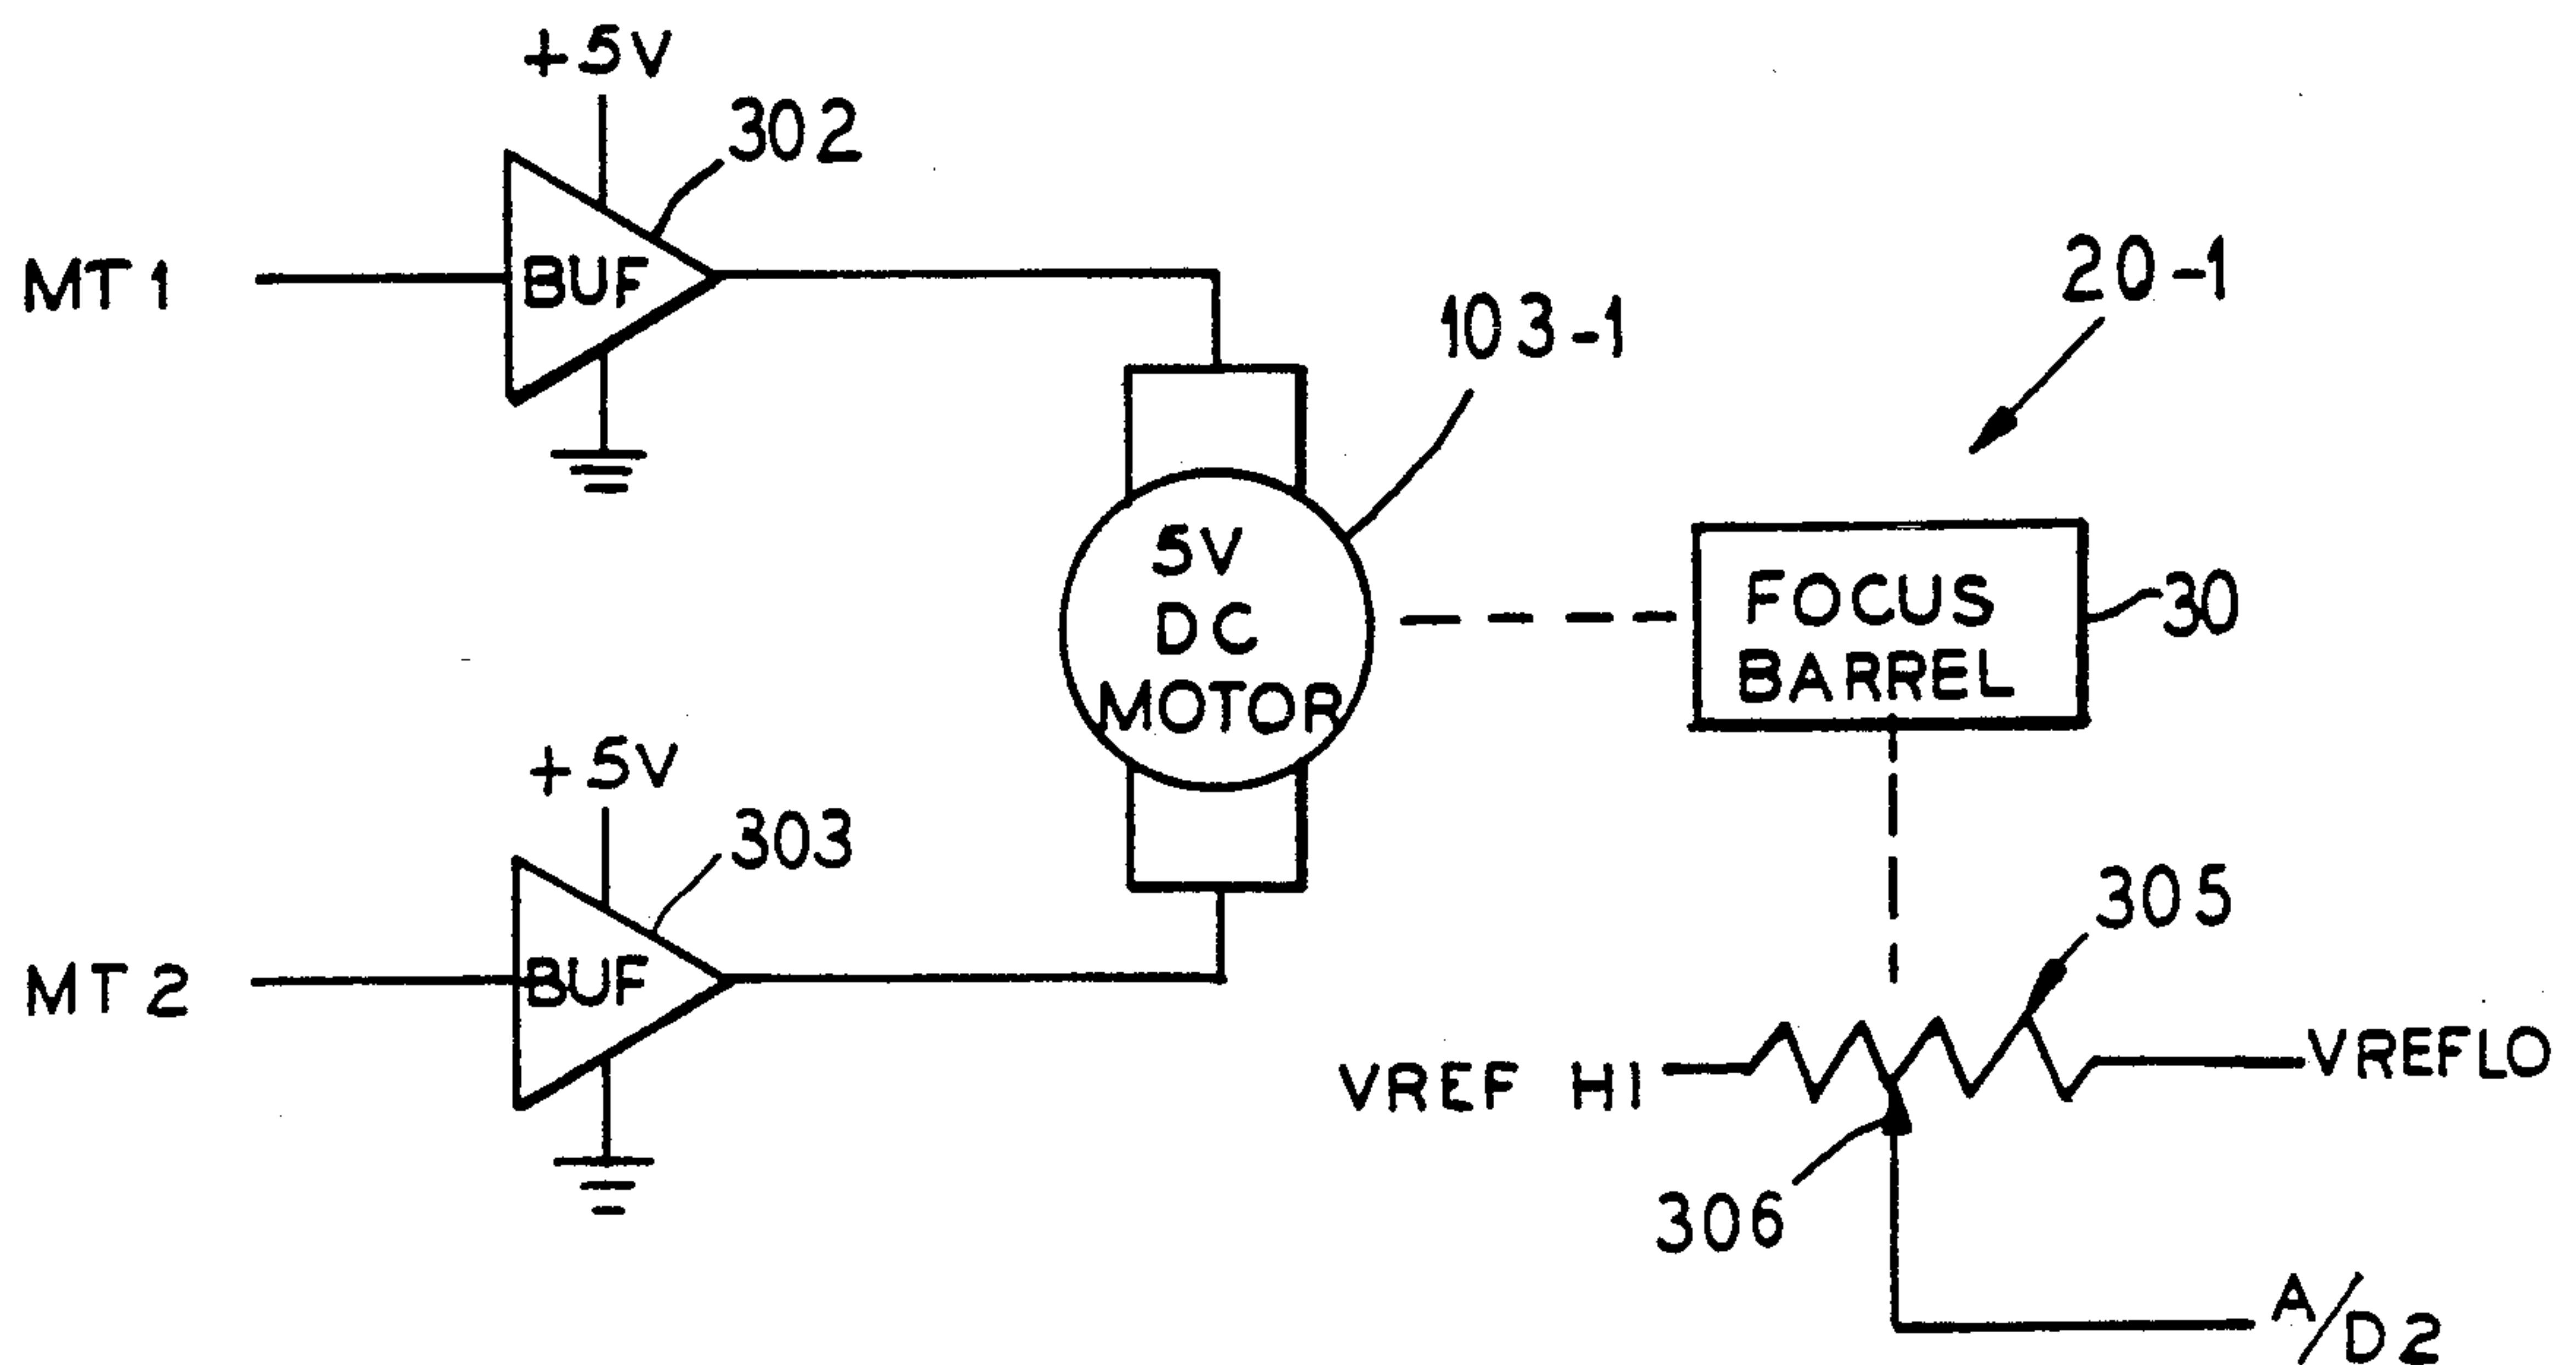 +5V
302
MT1
BUF
20-1
103-1
5V
DC
MOTOR
FOCUS
BARREL
30
+5V
303
MT2
BUF
305
VREF HI
VREFLO
306
A/D2